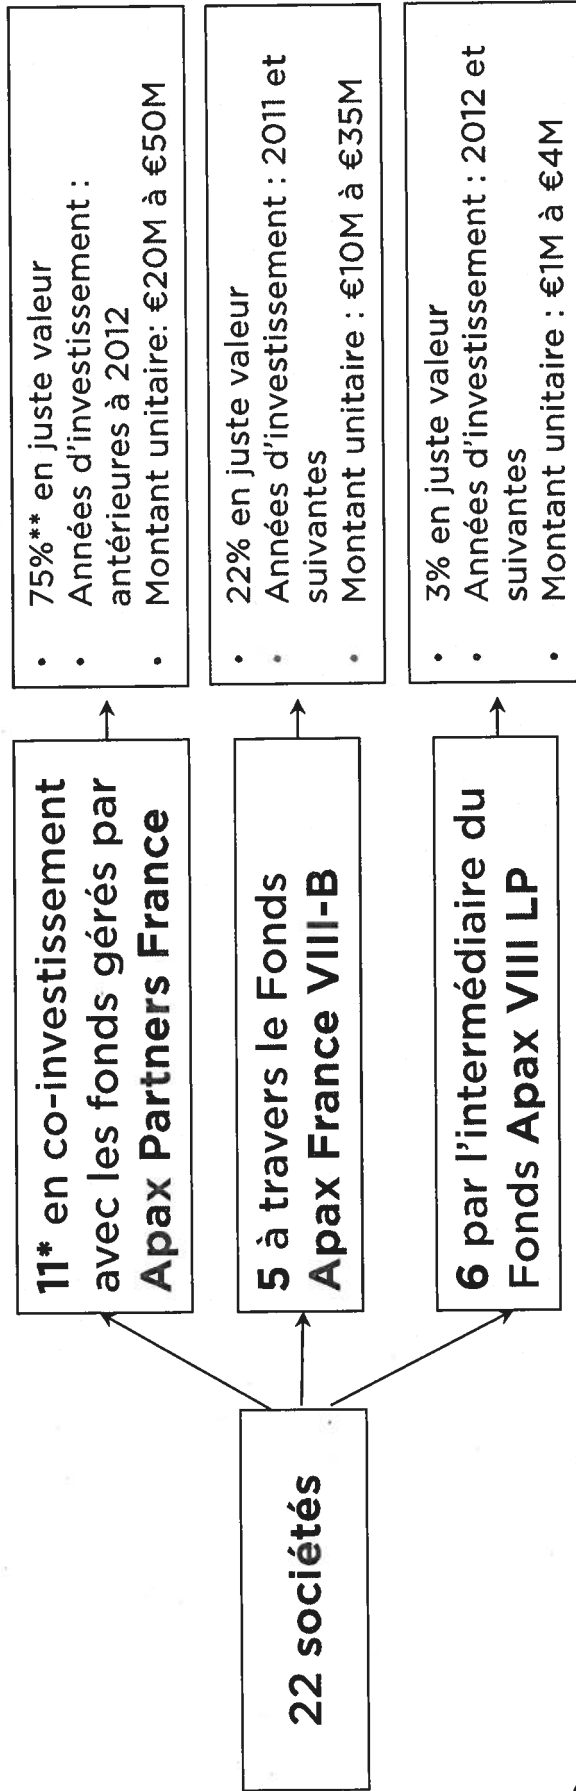 22 sociétés
11* en co-investissement
avec les fonds gérés par
Apax Partners France
• 75%** en juste valeur
• Années d'investissement :
antérieures à 2012
• Montant unitaire: €20M à €50M
5 à travers le Fonds
Apax France VIII-B
• 22% en juste valeur
• Années d'investissement : 2011 et
suivantes
• Montant unitaire : €10M à €35M
6 par l'intermédiaire du
Fonds Apax VIII LP
• 3% en juste valeur
• Années d'investissement : 2012 et
suivantes
• Montant unitaire : €1M à €4M